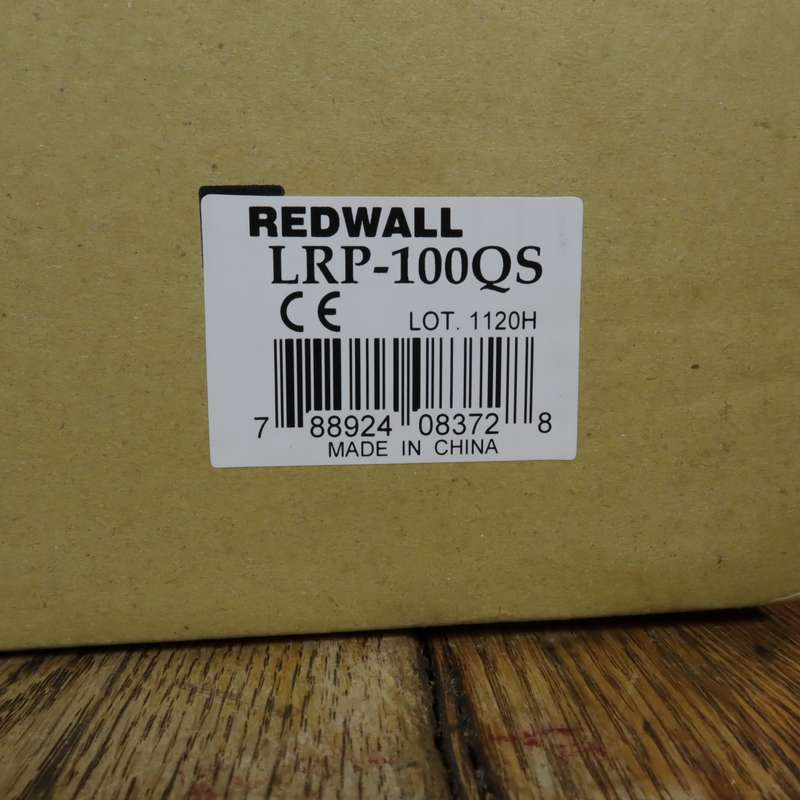 REDWALL
LRP-100QS
CE LOT. 1120H
7 88924 08372 8
MADE IN CHINA